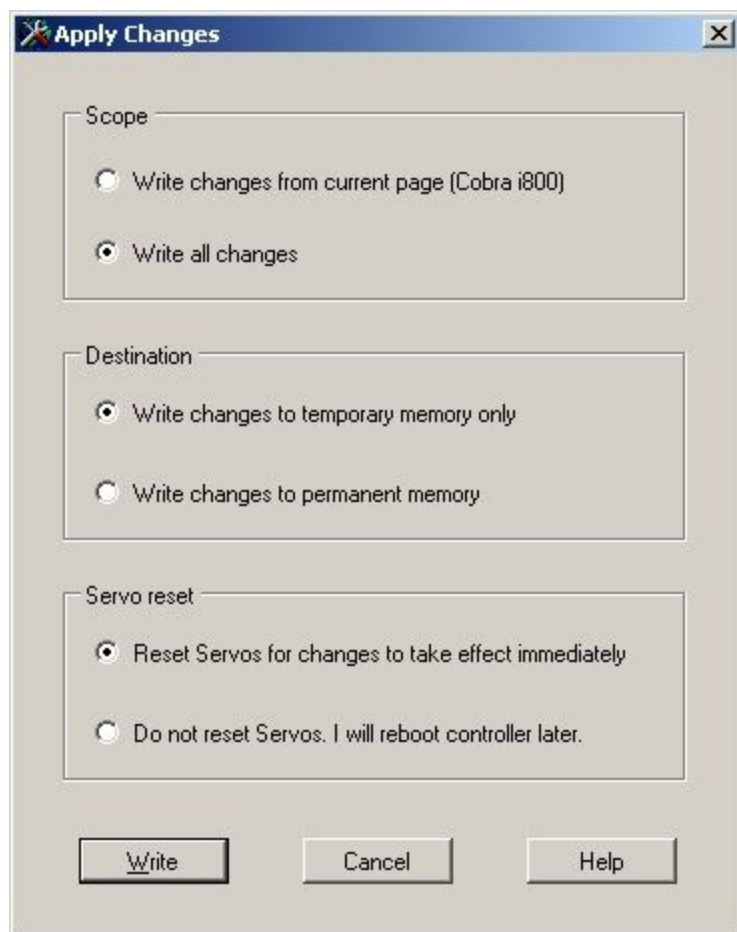 Apply Changes
Scope
Write changes from current page (Cobra i800)
Write all changes
Destination
Write changes to temporary memory only
Write changes to permanent memory
Servo reset
Reset Servos for changes to take effect immediately
Do not reset Servos. I will reboot controller later.
Write Cancel Help